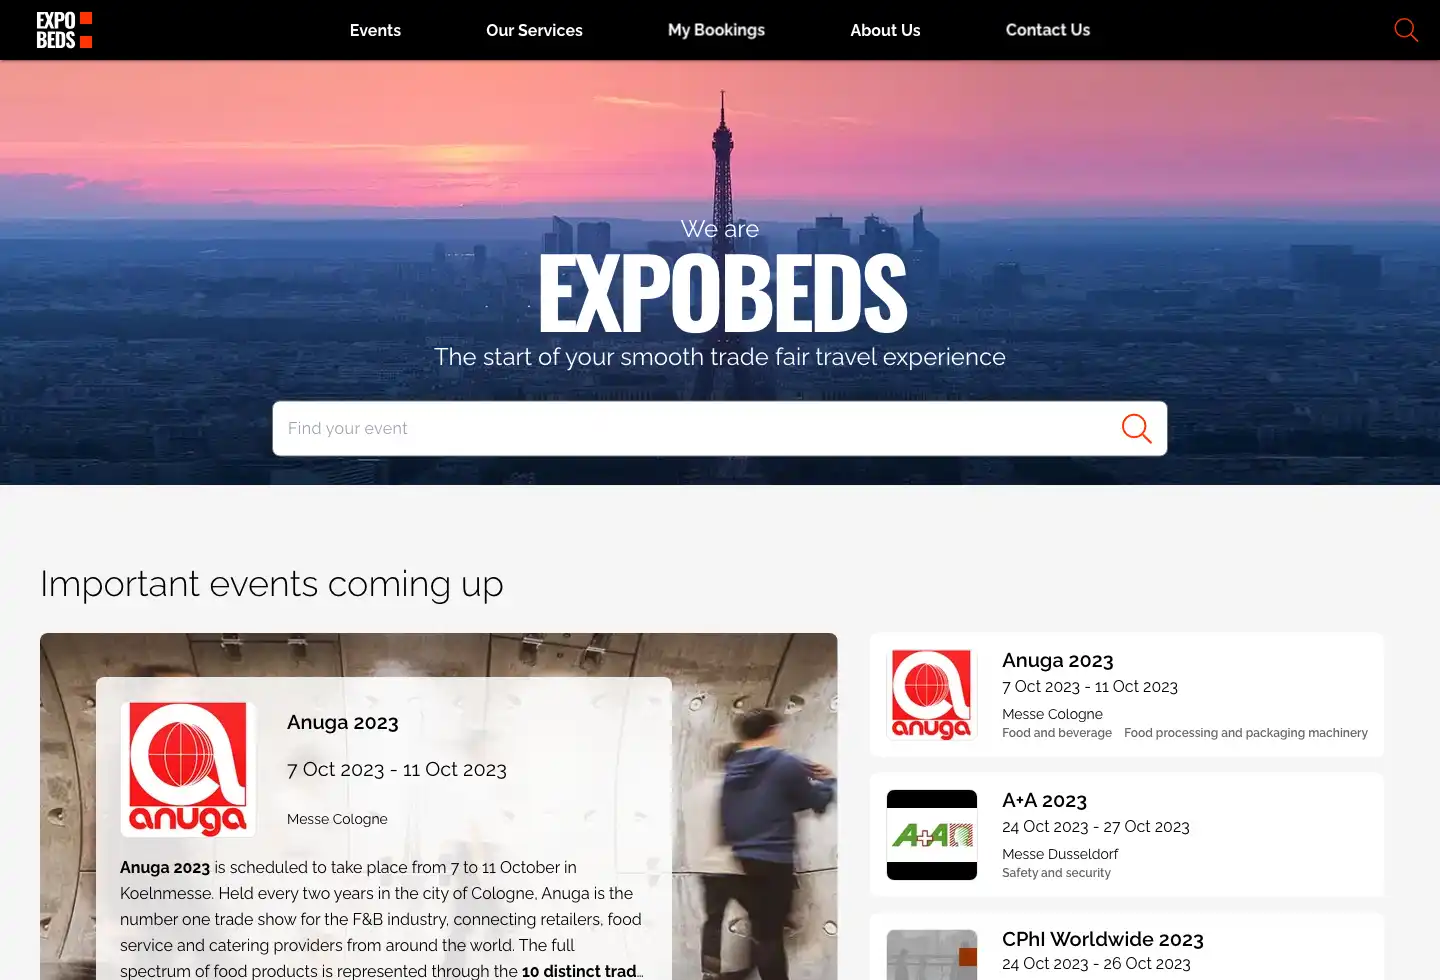 EXPO
BEDS
Events
Our Services
My Bookings
About Us
Contact Us
We are
EXPOBEDS
The start of your smooth trade fair travel experience
Find your event
Important events coming up
anuga
Anuga 2023
7 Oct 2023 - 11 Oct 2023
Messe Cologne
Anuga 2023 is scheduled to take place from 7 to 11 October in
Koelnmesse. Held every two years in the city of Cologne, Anuga is the
number one trade show for the F&B industry, connecting retailers, food
service and catering providers from around the world. The full
spectrum of food products is represented through the 10 distinct trad...
anuga
Anuga 2023
7 Oct 2023 - 11 Oct 2023
Messe Cologne
Food and beverage Food processing and packaging machinery
A+A
A+A 2023
24 Oct 2023 - 27 Oct 2023
Messe Dusseldorf
Safety and security
CPhI Worldwide 2023
24 Oct 2023 - 26 Oct 2023